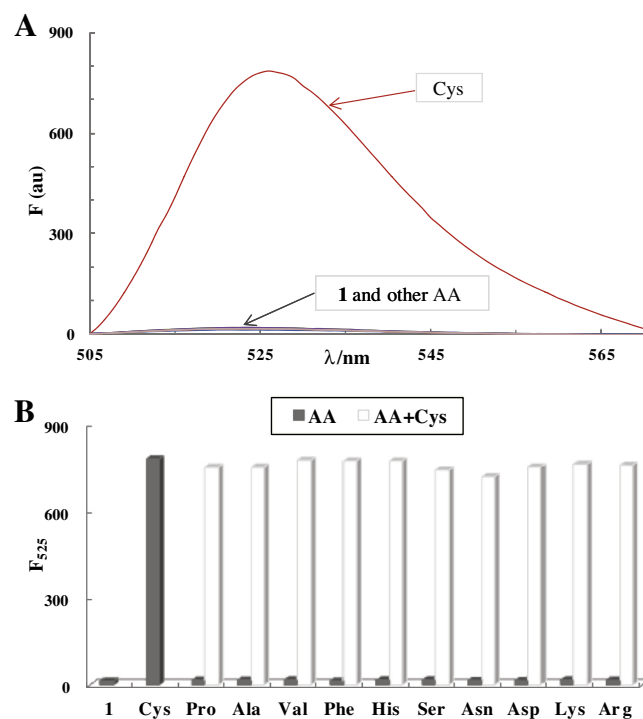 A
900
600
300
0
F (au)
Cys
1 and other AA
505
525
545
565
λ/nm
B
AA
AA+Cys
900
600
300
0
F525
1 Cys Pro Ala Val Phe His Ser Asn Asp Lys Arg